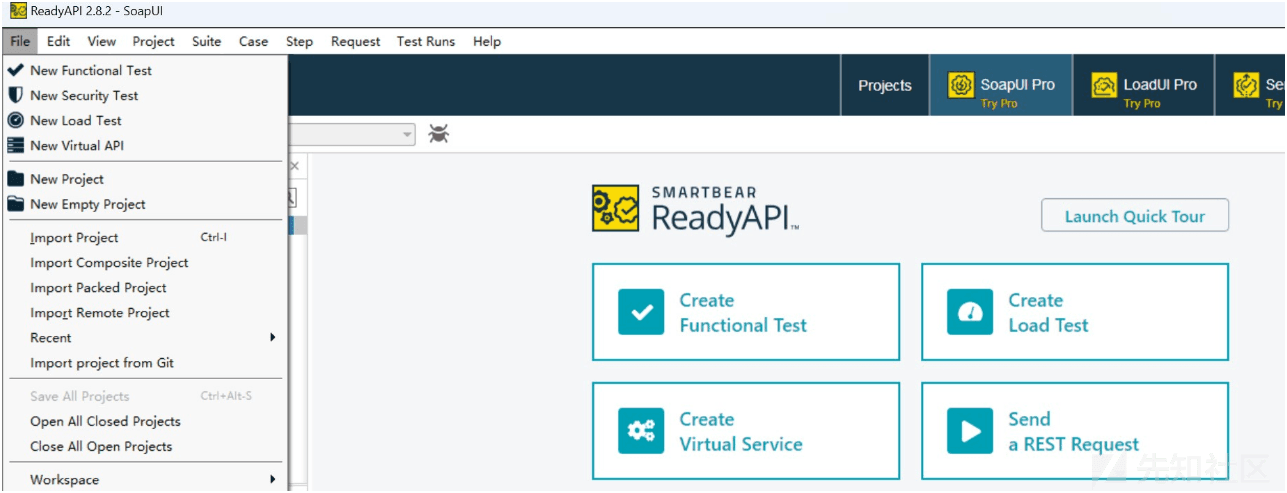 ReadyAPI 2.8.2 - SoapUI
File Edit View Project Suite Case Step Request Test Runs Help
New Functional Test
New Security Test
New Load Test
New Virtual API
New Project
New Empty Project
Import Project Ctrl-I
Import Composite Project
Import Packed Project
Import Remote Project
Recent
Import project from Git
Save All Projects Ctrl+Alt-S
Open All Closed Projects
Close All Open Projects
Workspace
Projects
SoapUI Pro
Try Pro
LoadUI Pro
Try Pro
Se
Try
SMARTBEAR
ReadyAPI™
Launch Quick Tour
Create
Functional Test
Create
Load Test
Create
Virtual Service
Send
a REST Request
先知社区